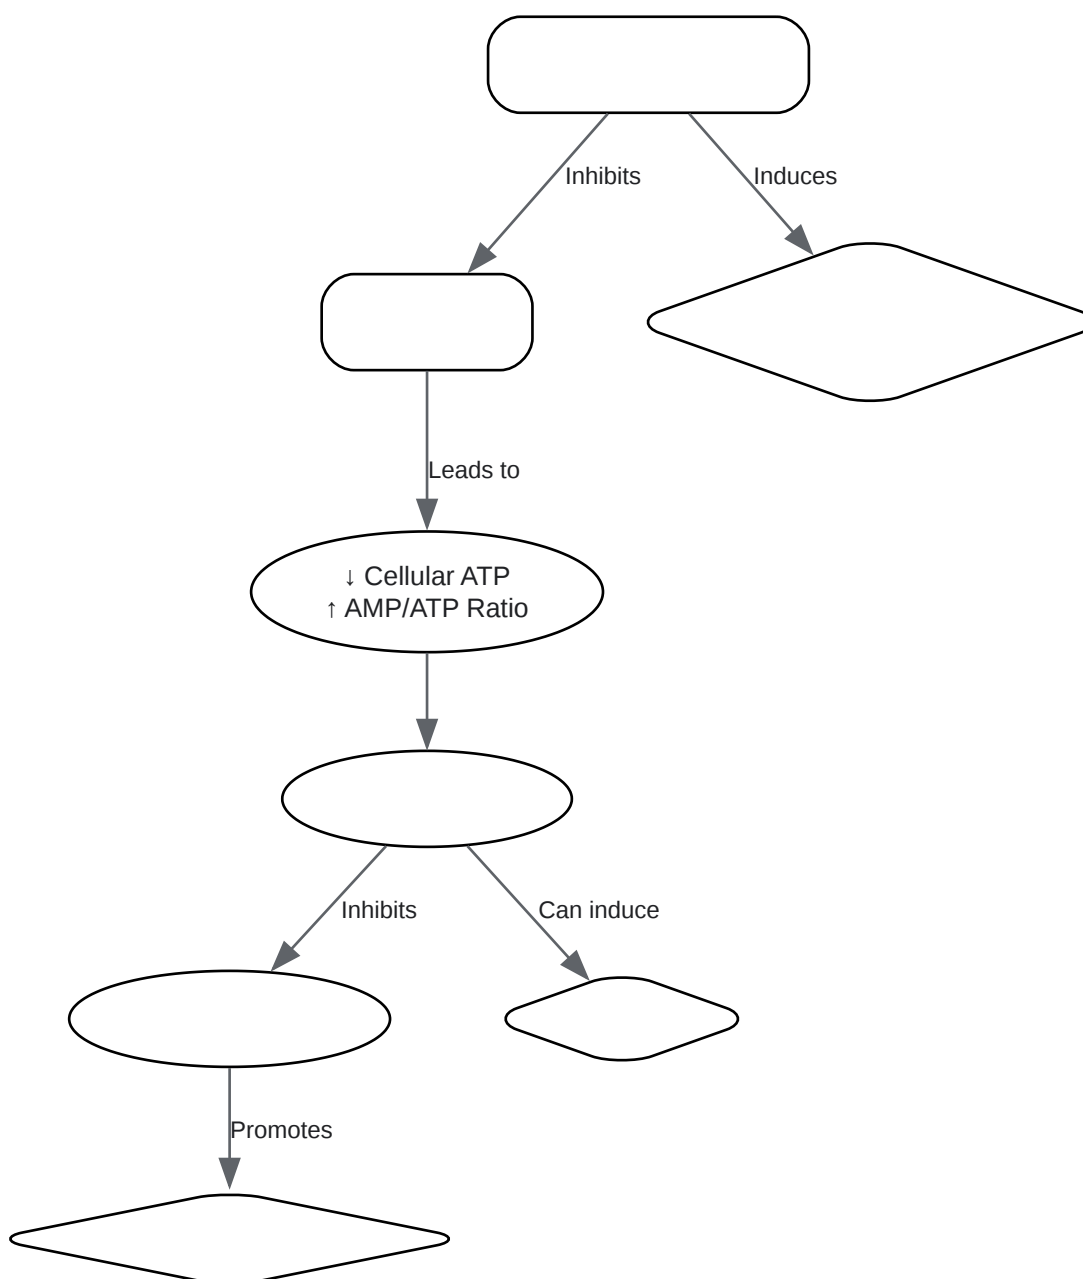 Inhibits
Induces
Leads to
↓ Cellular ATP
↑ AMP/ATP Ratio
Inhibits
Can induce
Promotes